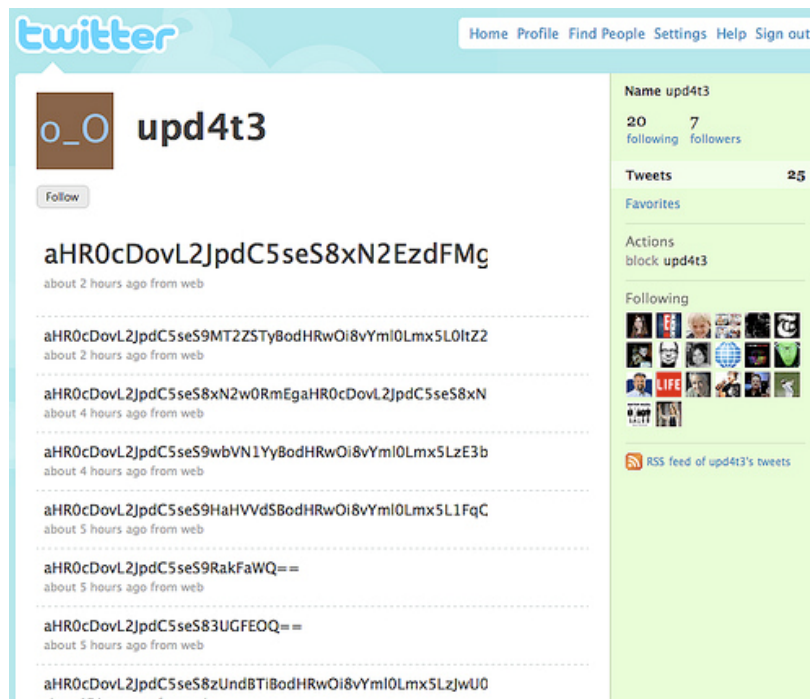 twitter
Home Profile Find People Settings Help Sign out
o_O
upd4t3
Follow
aHR0cDovL2JpdC5seS8xN2EzdFMg
about 2 hours ago from web
aHR0cDovL2JpdC5seS9MT2ZSTyBodHRwOi8vYml0Lmx5L0ltZ2
about 2 hours ago from web
aHR0cDovL2JpdC5seS8xN2w0RmEgaHR0cDovL2JpdC5seS8xN
about 4 hours ago from web
aHR0cDovL2JpdC5seS9wbVN1YyBodHRwOi8vYml0Lmx5LzE3b
about 4 hours ago from web
aHR0cDovL2JpdC5seS9HaHVVdSBodHRwOi8vYml0Lmx5L1FqC
about 5 hours ago from web
aHR0cDovL2JpdC5seS9RakFaWQ==
about 5 hours ago from web
aHR0cDovL2JpdC5seS83UGFEOQ==
about 5 hours ago from web
aHR0cDovL2JpdC5seS8zUndBTiBodHRwOi8vYml0Lmx5LzJwU0
Name upd4t3
20 7
following followers
Tweets 25
Favorites
Actions
block upd4t3
Following
LIFE
RSS feed of upd4t3's tweets